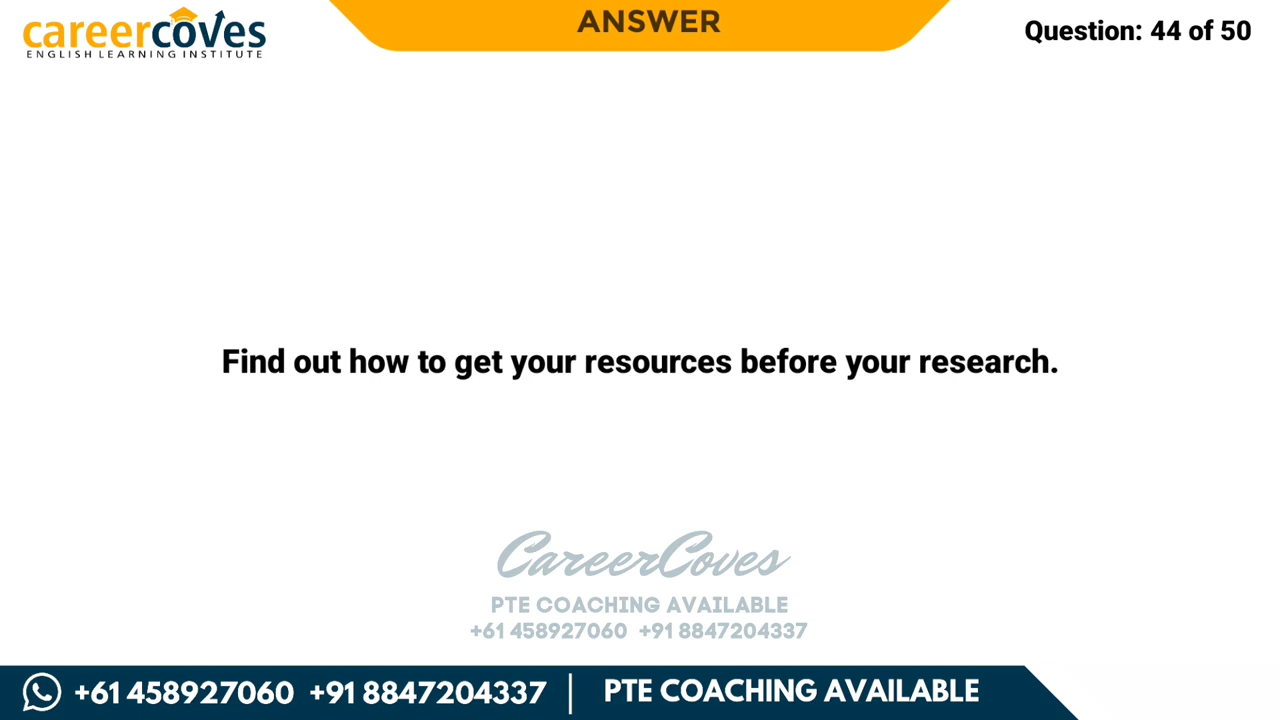 careercoves
ENGLISH LEARNING INSTITUTE
ANSWER
Question: 44 of 50
Find out how to get your resources before your research.
CareerCoves
PTE COACHING AVAILABLE
+61 458927060 +91 8847204337
+61 458927060 +91 8847204337 | PTE COACHING AVAILABLE